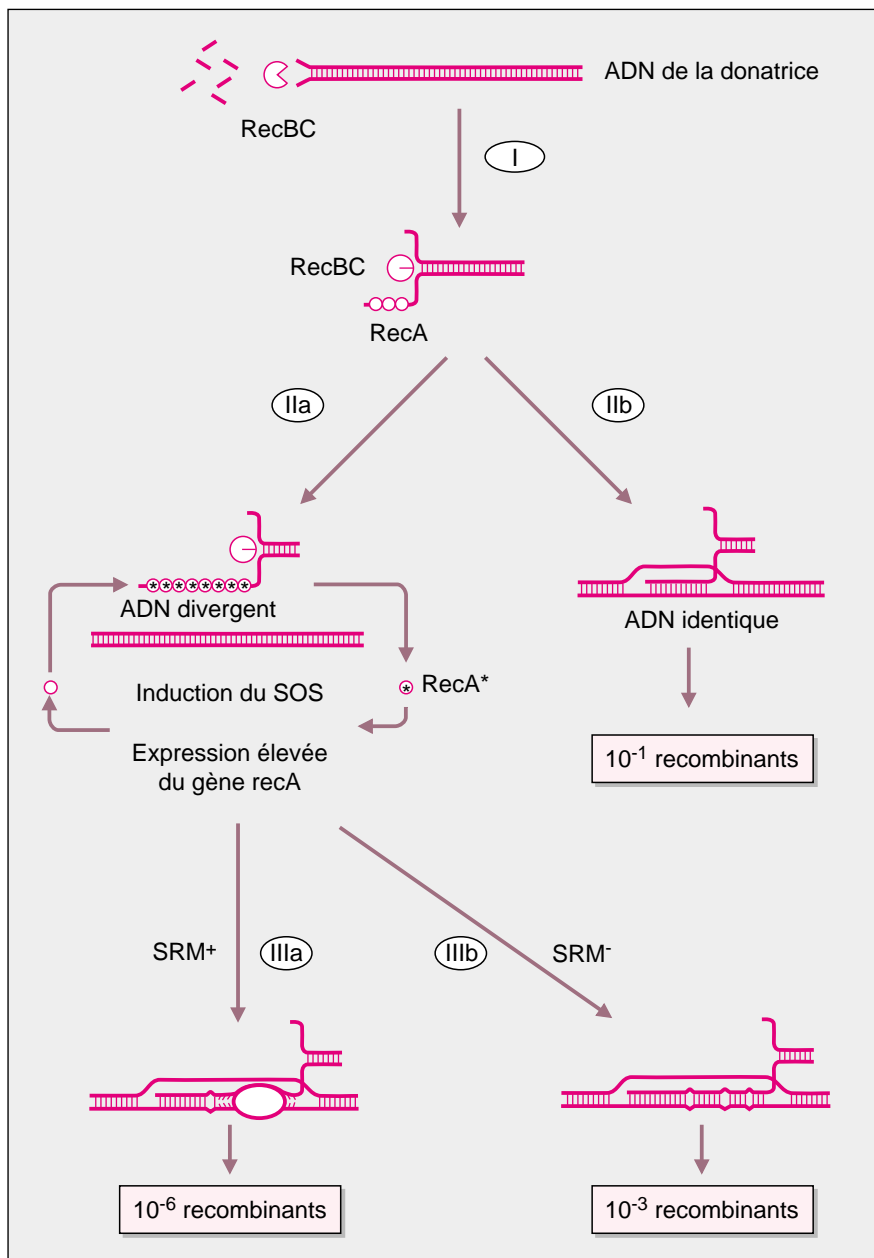 ADN de la donatrice
RecBC
I
RecBC
RecA
IIa
IIb
ADN divergent
ADN identique
RecA*
Induction du SOS
Expression élevée
du gène recA
10⁻¹ recombinants
SRM⁺
IIIa
IIIb
SRM⁻
10⁻⁶ recombinants
10⁻³ recombinants